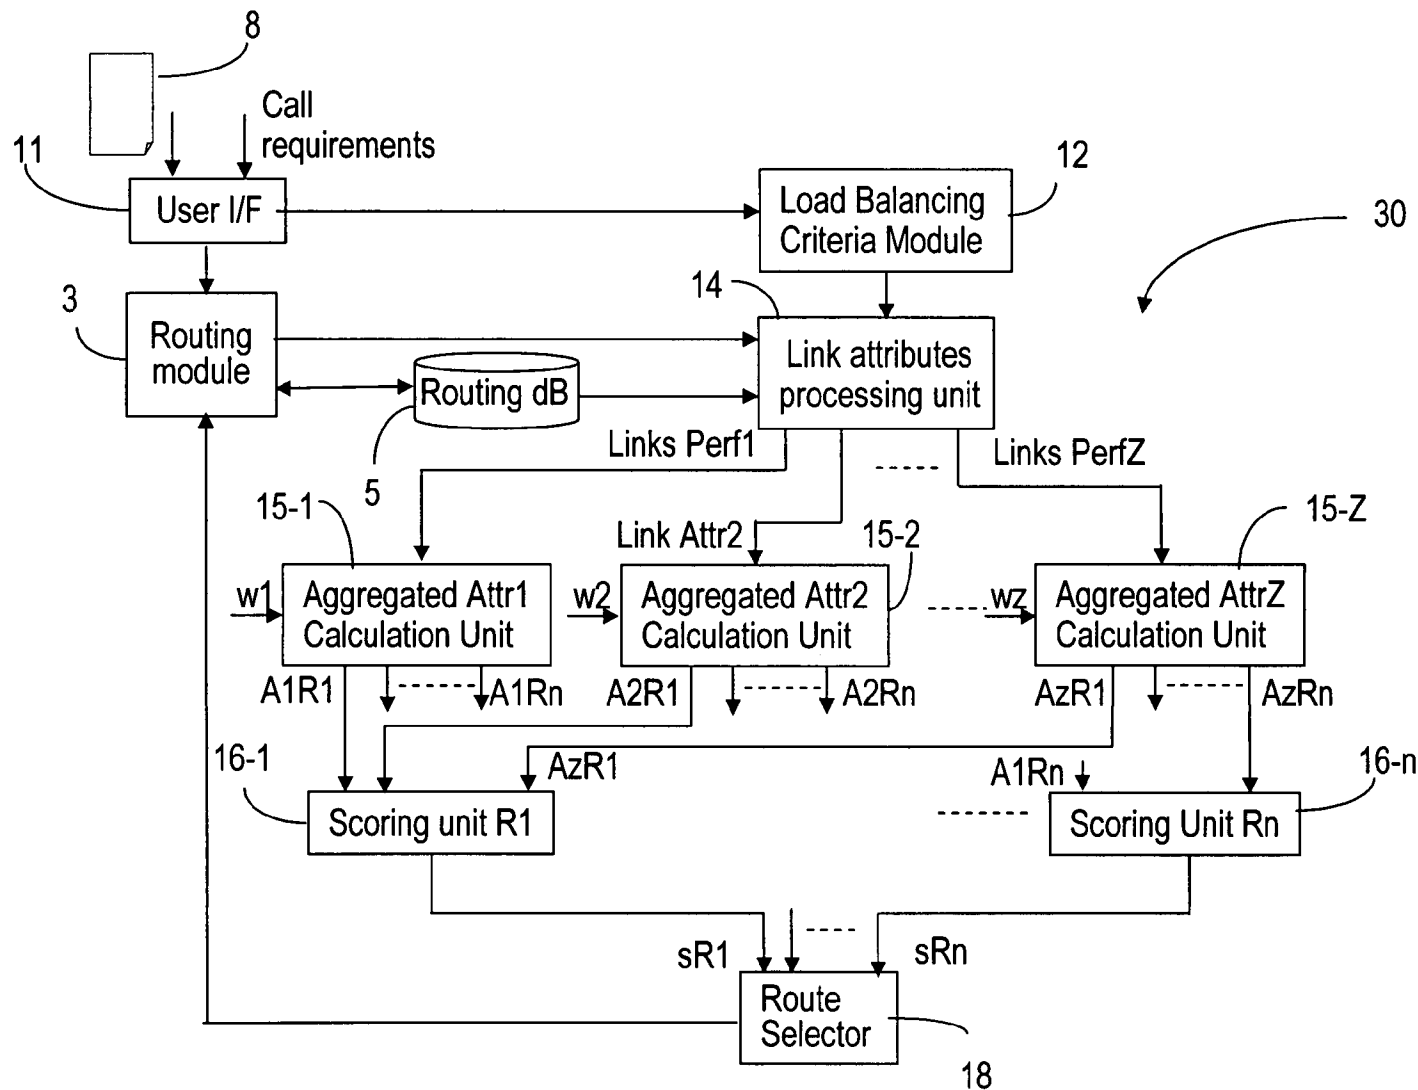 8
Call
requirements
11
User I/F
12
Load Balancing
Criteria Module
30
3
Routing
module
14
Link attributes
processing unit
Routing dB
5
Links Perf1
Links PerfZ
15-1
Link Attr2
15-2
15-Z
w1
Aggregated Attr1
Calculation Unit
w2
Aggregated Attr2
Calculation Unit
wz
Aggregated AttrZ
Calculation Unit
A1R1
A1Rn
A2R1
A2Rn
AzR1
AzRn
16-1
AzR1
A1Rn
16-n
Scoring unit R1
Scoring Unit Rn
sR1
sRn
Route
Selector
18